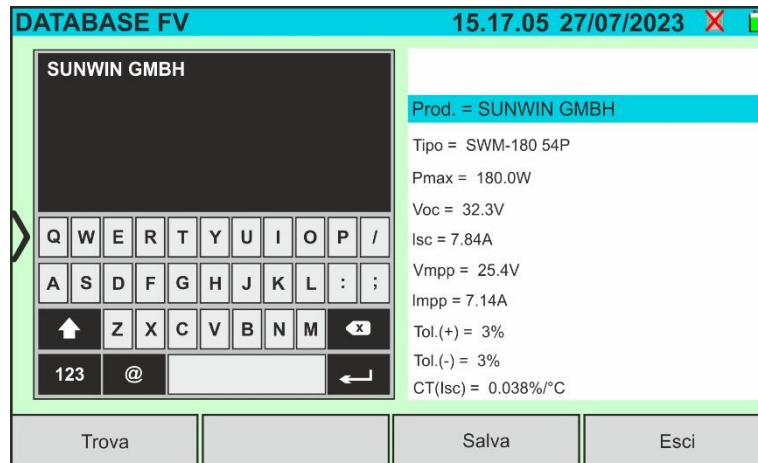 DATABASE FV 15.17.05 27/07/2023
SUNWIN GMBH
Prod. = SUNWIN GMBH
Tipo = SWM-180 54P
Pmax = 180.0W
Voc = 32.3V
Isc = 7.84A
Vmpp = 25.4V
Impp = 7.14A
Tol.(+) = 3%
Tol.(-) = 3%
CT(Isc) = 0.038%/°C
Q W E R T Y U I O P /
A S D F G H J K L : ;
Z X C V B N M x
123 @
Trova Salva Esci